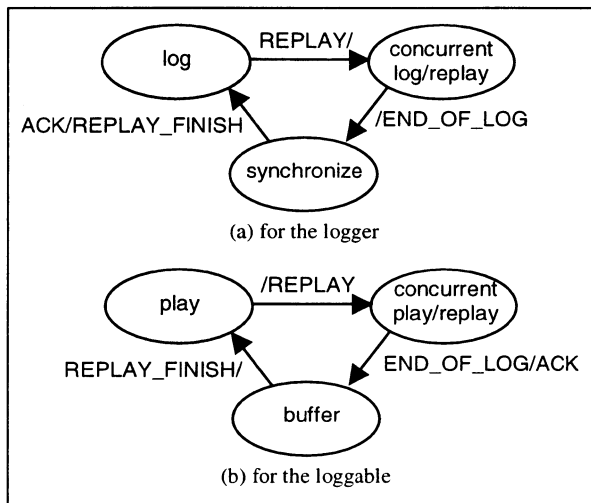 log
REPLAY/
concurrent
log/replay
ACK/REPLAY_FINISH
/END_OF_LOG
synchronize
(a) for the logger
play
/REPLAY
concurrent
play/replay
REPLAY_FINISH/
END_OF_LOG/ACK
buffer
(b) for the loggable